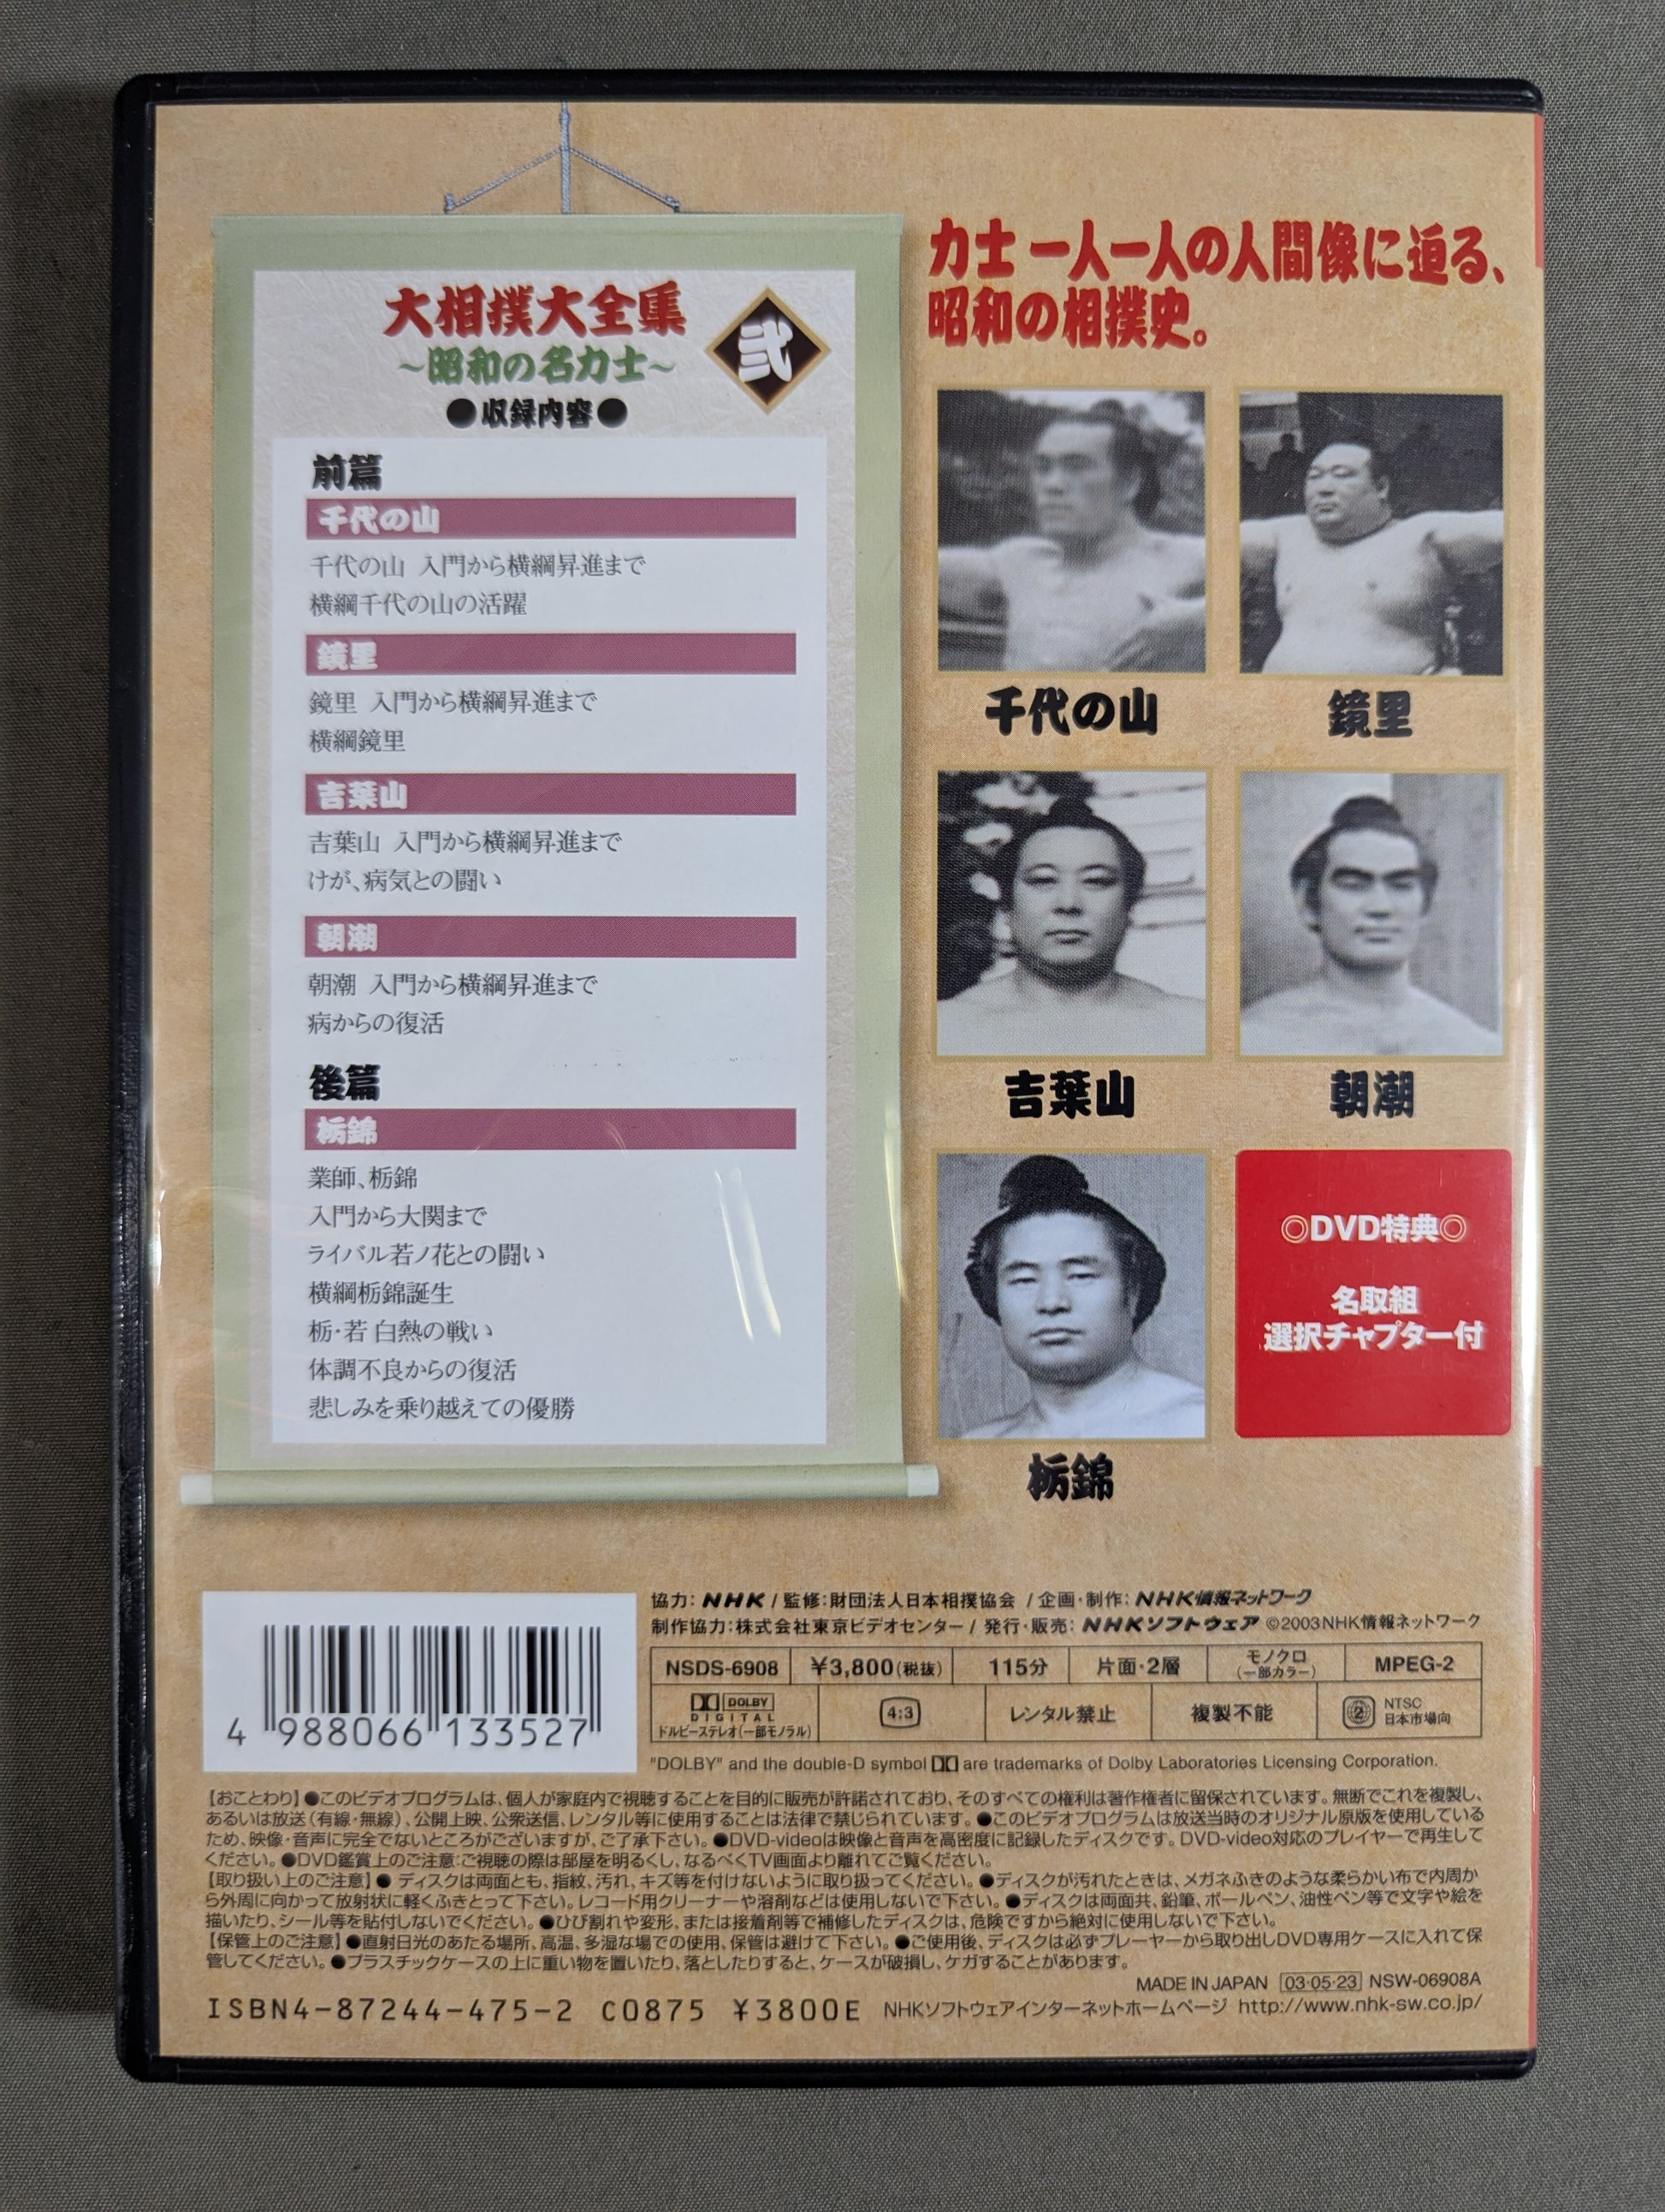 大相撲大全集
~昭和の名力士~
弐
●収録内容●
前篇
千代の山
千代の山 入門から横綱昇進まで
横綱千代の山の活躍
鏡里
鏡里 入門から横綱昇進まで
横綱鏡里
吉葉山
吉葉山 入門から横綱昇進まで
けが、病気との闘い
朝潮
朝潮 入門から横綱昇進まで
病からの復活
後篇
栃錦
業師、栃錦
入門から大関まで
ライバル若ノ花との闘い
横綱栃錦誕生
栃・若 白熱の戦い
体調不良からの復活
悲しみを乗り越えての優勝
力士一人一人の人間像に迫る、
昭和の相撲史。
千代の山
鏡里
吉葉山
朝潮
栃錦
◎DVD特典◎
名取組
選択チャプター付
4 988066 133527
協力:NHK / 監修:財団法人日本相撲協会 / 企画・制作:NHK情報ネットワーク
制作協力:株式会社東京ビデオセンター / 発行・販売:NHKソフトウェア ©2003NHK情報ネットワーク
NSDS-6908 ¥3,800(税抜) 115分 片面・2層 モノクロ(一部カラー) MPEG-2
DOLBY DIGITAL ドルビーステレオ(一部モノラル) 4:3 レンタル禁止 複製不能 2 NTSC 日本市場向
"DOLBY" and the double-D symbol are trademarks of Dolby Laboratories Licensing Corporation.
【おことわり】●このビデオプログラムは、個人が家庭内で視聴することを目的に販売が許諾されており、そのすべての権利は著作権者に留保されています。無断でこれを複製し、
あるいは放送(有線・無線)、公開上映、公衆送信、レンタル等に使用することは法律で禁じられています。●このビデオプログラムは放送当時のオリジナル原版を使用している
ため、映像・音声に完全でないところがございますが、ご了承下さい。●DVD-videoは映像と音声を高密度に記録したディスクです。DVD-video対応のプレイヤーで再生して
ください。●DVD鑑賞上のご注意:ご視聴の際は部屋を明るくし、なるべくTV画面より離れてご覧ください。
【取り扱い上のご注意】● ディスクは両面とも、指紋、汚れ、キズ等を付けないように取り扱ってください。●ディスクが汚れたときは、メガネふきのような柔らかい布で内周か
ら外周に向かって放射状に軽くふきとって下さい。レコード用クリーナーや溶剤などは使用しないで下さい。●ディスクは両面共、鉛筆、ボールペン、油性ペン等で文字や絵を
描いたり、シール等を貼付しないでください。●ひび割れや変形、または接着剤等で補修したディスクは、危険ですから絶対に使用しないで下さい。
【保管上のご注意】●直射日光のあたる場所、高温、多湿な場での使用、保管は避けて下さい。●ご使用後、ディスクは必ずプレーヤーから取り出しDVD専用ケースに入れて保
管してください。●プラスチックケースの上に重い物を置いたり、落としたりすると、ケースが破損し、ケガすることがあります。
MADE IN JAPAN 03・05・23 NSW-06908A
ISBN4-87244-475-2 C0875 ¥3800E NHKソフトウェアインターネットホームページ http://www.nhk-sw.co.jp/